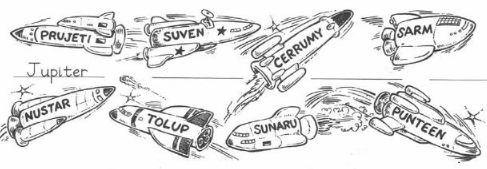 PRUJETI
SUVEN
CERRUMY
SARM
Jupiter
NUSTAR
TOLUP
SUNARU
PUNTEEN